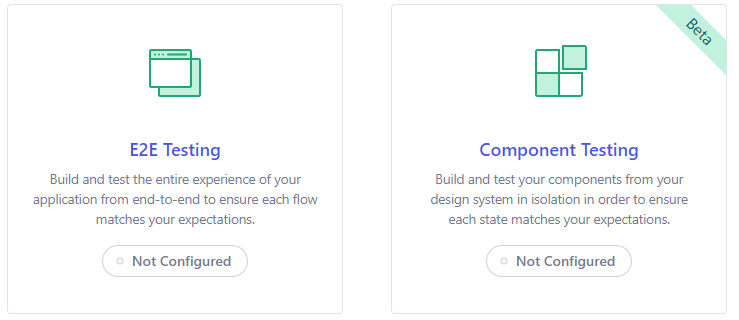 E2E Testing
Build and test the entire experience of your
application from end-to-end to ensure each flow
matches your expectations.
Not Configured
Beta
Component Testing
Build and test your components from your
design system in isolation in order to ensure
each state matches your expectations.
Not Configured